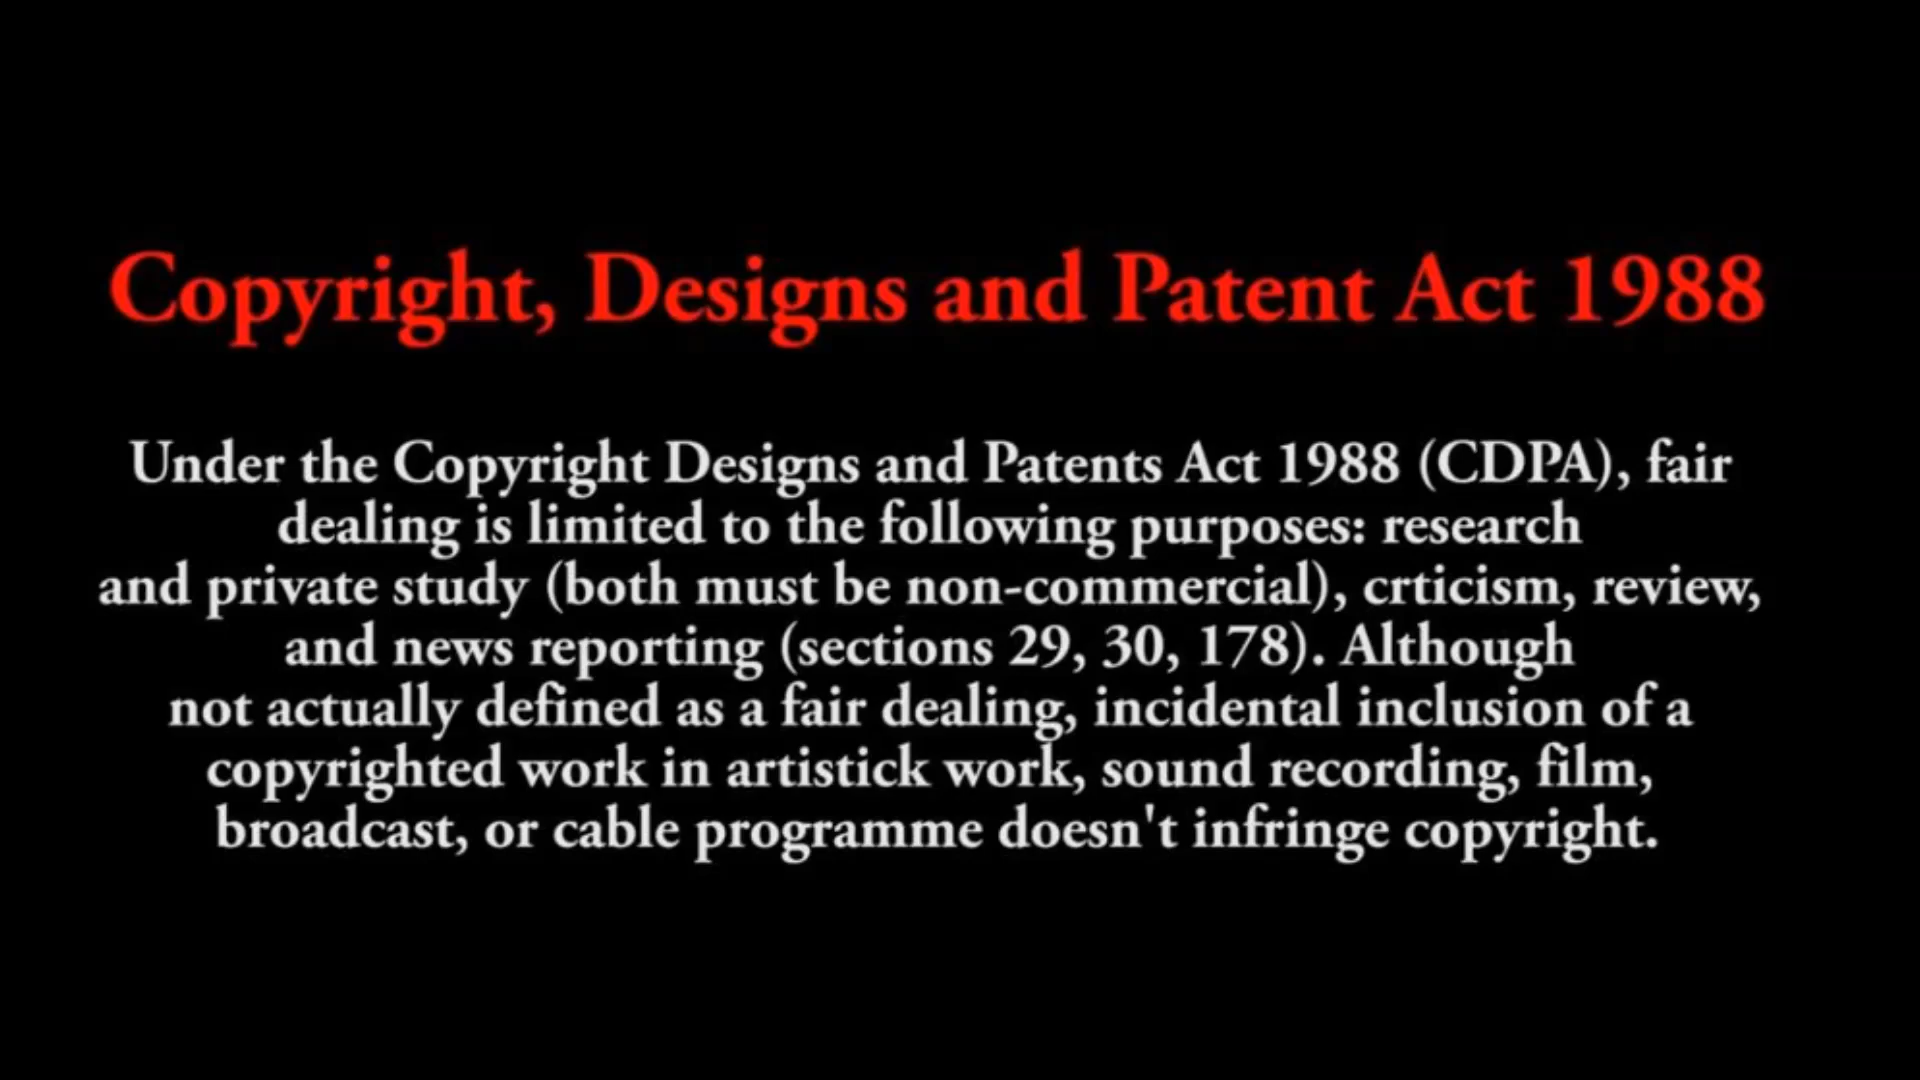 Copyright, Designs and Patent Act 1988
Under the Copyright Designs and Patents Act 1988 (CDPA), fair
dealing is limited to the following purposes: research
and private study (both must be non-commercial), crticism, review,
and news reporting (sections 29, 30, 178). Although
not actually defined as a fair dealing, incidental inclusion of a
copyrighted work in artistick work, sound recording, film,
broadcast, or cable programme doesn't infringe copyright.